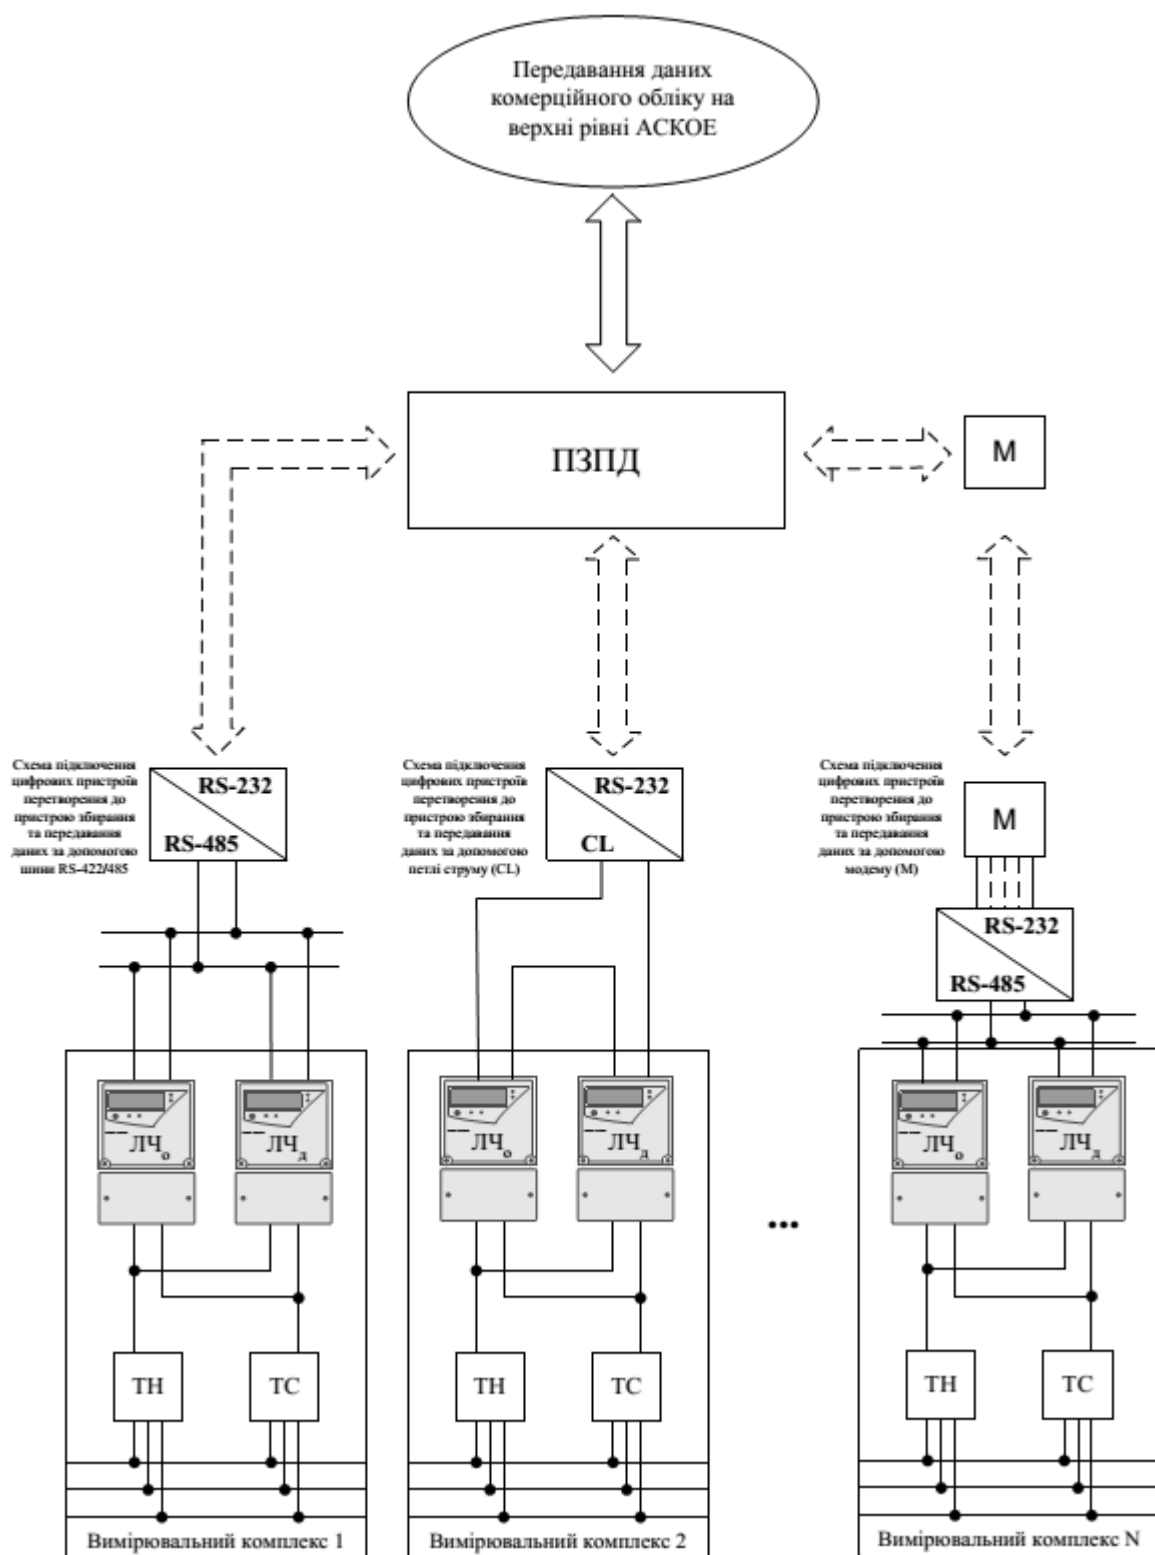 Передавання даних
комерційного обліку на
верхні рівні АСКОЕ
ПЗПД
М
Схема підключення
цифрових пристроїв
перетворення до
пристрою збирання
та передавання
даних за допомогою
шини RS-422/485
RS-232
RS-485
Схема підключення
цифрових пристроїв
перетворення до
пристрою збирання
та передавання
даних за допомогою
петлі струму (CL)
RS-232
CL
Схема підключення
цифрових пристроїв
перетворення до
пристрою збирання
та передавання
даних за допомогою
модему (М)
М
RS-232
RS-485
ЛЧо
ЛЧд
ЛЧо
ЛЧд
ЛЧо
ЛЧд
...
ТН
ТС
ТН
ТС
ТН
ТС
Вимірювальний комплекс 1
Вимірювальний комплекс 2
Вимірювальний комплекс N